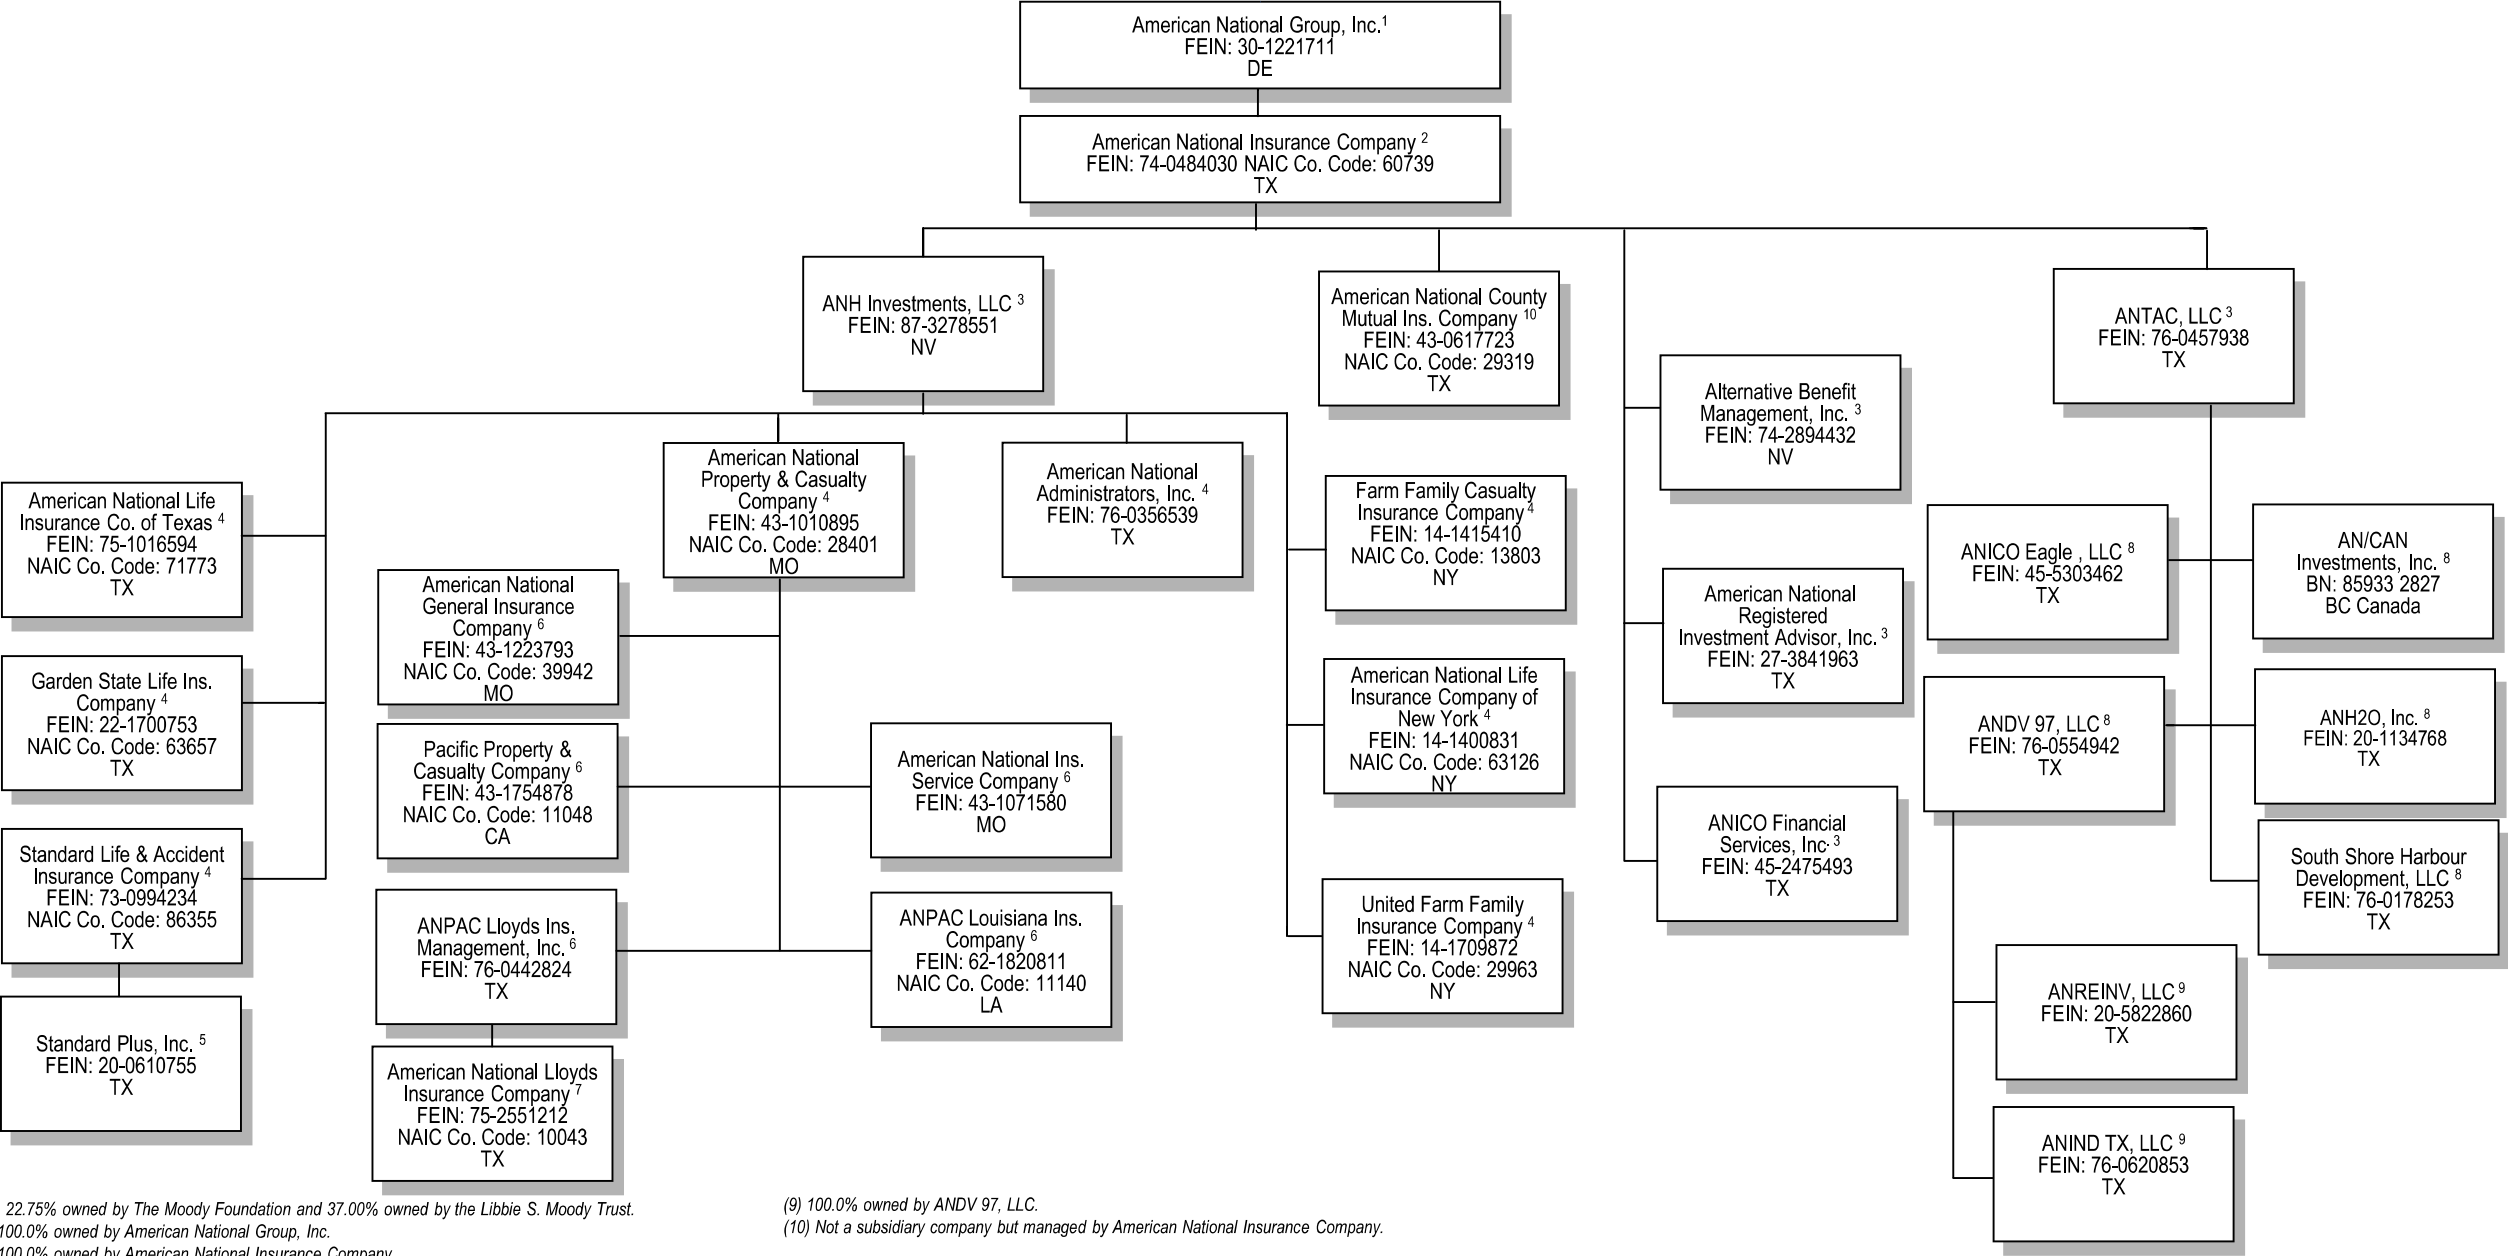 American National Group, Inc.1
FEIN: 30-1221711
DE
American National Insurance Company 2
FEIN: 74-0484030 NAIC Co. Code: 60739
TX
ANH Investments, LLC 3
FEIN: 87-3278551
NV
American National County
Mutual Ins. Company 10
FEIN: 43-0617723
NAIC Co. Code: 29319
TX
ANTAC, LLC 3
FEIN: 76-0457938
TX
Alternative Benefit
Management, Inc. 3
FEIN: 74-2894432
NV
American National Life
Insurance Co. of Texas 4
FEIN: 75-1016594
NAIC Co. Code: 71773
TX
American National
Property & Casualty
Company 4
FEIN: 43-1010895
NAIC Co. Code: 28401
MO
American National
Administrators, Inc. 4
FEIN: 76-0356539
TX
Farm Family Casualty
Insurance Company 4
FEIN: 14-1415410
NAIC Co. Code: 13803
NY
ANICO Eagle , LLC 8
FEIN: 45-5303462
TX
AN/CAN
Investments, Inc. 8
BN: 85933 2827
BC Canada
American National
General Insurance
Company 6
FEIN: 43-1223793
NAIC Co. Code: 39942
MO
American National
Registered
Investment Advisor, Inc. 3
FEIN: 27-3841963
TX
Garden State Life Ins.
Company 4
FEIN: 22-1700753
NAIC Co. Code: 63657
TX
American National Life
Insurance Company of
New York 4
FEIN: 14-1400831
NAIC Co. Code: 63126
NY
ANDV 97, LLC 8
FEIN: 76-0554942
TX
ANH2O, Inc. 8
FEIN: 20-1134768
TX
Pacific Property &
Casualty Company 6
FEIN: 43-1754878
NAIC Co. Code: 11048
CA
American National Ins.
Service Company 6
FEIN: 43-1071580
MO
ANICO Financial
Services, Inc. 3
FEIN: 45-2475493
TX
South Shore Harbour
Development, LLC 8
FEIN: 76-0178253
TX
Standard Life & Accident
Insurance Company 4
FEIN: 73-0994234
NAIC Co. Code: 86355
TX
ANPAC Lloyds Ins.
Management, Inc. 6
FEIN: 76-0442824
TX
ANPAC Louisiana Ins.
Company 6
FEIN: 62-1820811
NAIC Co. Code: 11140
LA
United Farm Family
Insurance Company 4
FEIN: 14-1709872
NAIC Co. Code: 29963
NY
ANREINV, LLC 9
FEIN: 20-5822860
TX
Standard Plus, Inc. 5
FEIN: 20-0610755
TX
American National Lloyds
Insurance Company 7
FEIN: 75-2551212
NAIC Co. Code: 10043
TX
ANIND TX, LLC 9
FEIN: 76-0620853
TX
22.75% owned by The Moody Foundation and 37.00% owned by the Libbie S. Moody Trust.
100.0% owned by American National Group, Inc.
100.0% owned by American National Insurance Company
(9) 100.0% owned by ANDV 97, LLC.
(10) Not a subsidiary company but managed by American National Insurance Company.